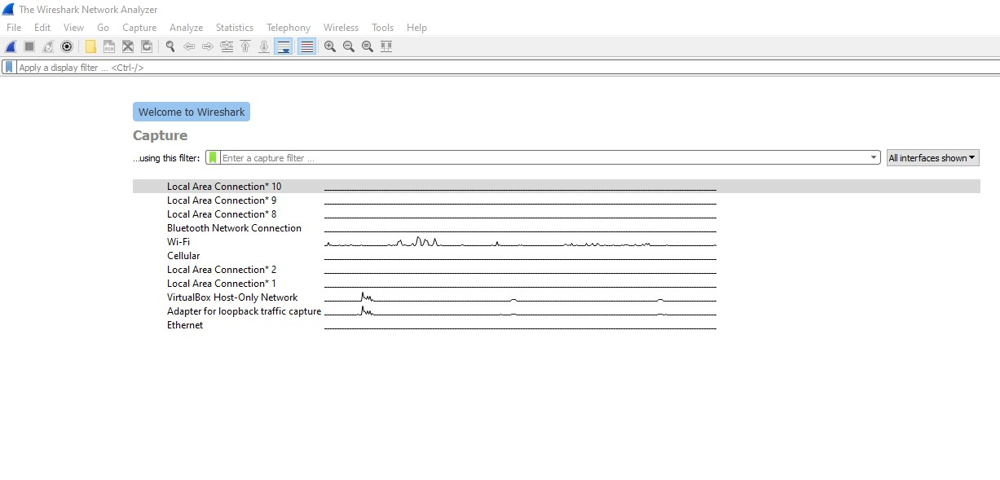 The Wireshark Network Analyzer
File Edit View Go Capture Analyze Statistics Telephony Wireless Tools Help
Apply a display filter ... <Ctrl-/>
Welcome to Wireshark
Capture
...using this filter: Enter a capture filter ... All interfaces shown
Local Area Connection* 10
Local Area Connection* 9
Local Area Connection* 8
Bluetooth Network Connection
Wi-Fi
Cellular
Local Area Connection* 2
Local Area Connection* 1
VirtualBox Host-Only Network
Adapter for loopback traffic capture
Ethernet